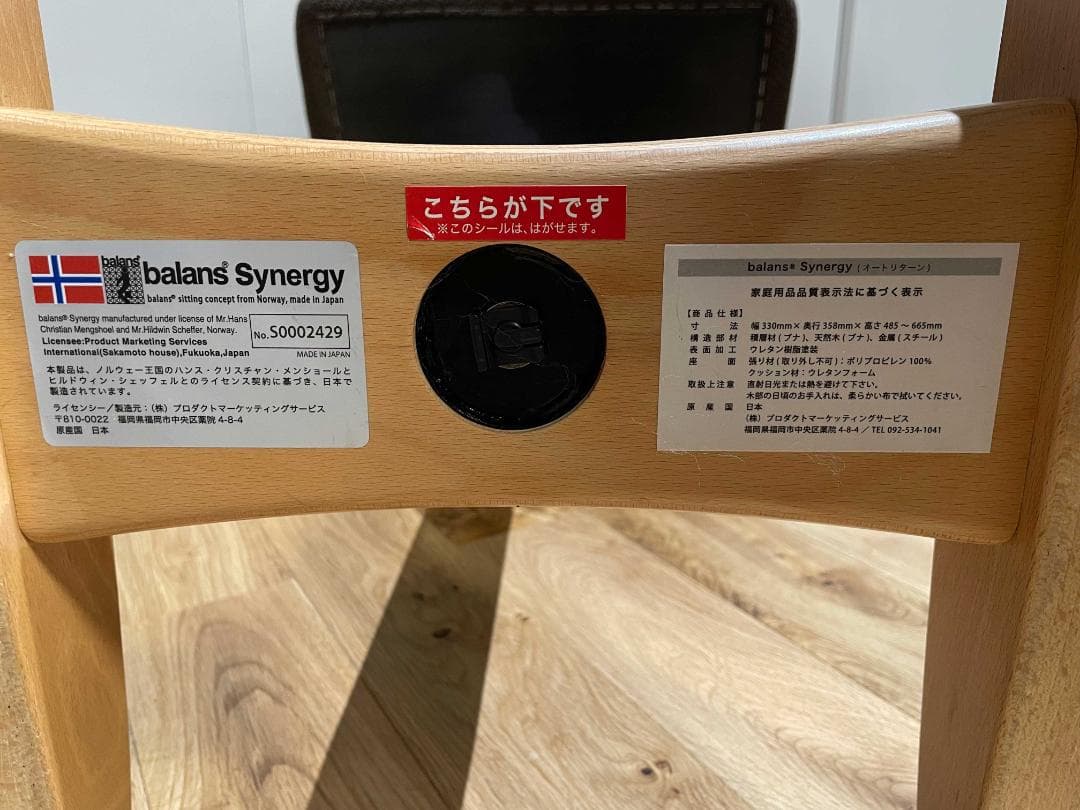 こちらが下です
※このシールは、はがせます。
balans®
balans® Synergy
balans® sitting concept from Norway, made in Japan
balans® Synergy manufactured under license of Mr.Hans
Christian Mengshoel and Mr.Hildwin Scheffer, Norway.
Licensee:Product Marketing Services
International(Sakamoto house),Fukuoka,Japan
No.S0002429
MADE IN JAPAN
本製品は、ノルウェー王国のハンス・クリスチャン・メンショールと
ヒルドウィン・シェッフェルとのライセンス契約に基づき、日本で
製造されています。
ライセンシー/製造元:(株)プロダクトマーケッティングサービス
〒810-0022 福岡県福岡市中央区薬院 4-8-4
原産国 日本
balans® Synergy (オートリターン)
家庭用品品質表示法に基づく表示
【商品仕様】
寸法 幅330mm×奥行358mm×高さ485～665mm
構造部材 積層材(ブナ)、天然木(ブナ)、金属(スチール)
表面加工 ウレタン樹脂塗装
座面 張り材(取り外し不可):ポリプロピレン100%
クッション材:ウレタンフォーム
取扱上注意 直射日光または熱を避けて下さい。
木部の日頃のお手入れは、柔らかい布で拭いてください。
原産国 日本
(株)プロダクトマーケッティングサービス
福岡県福岡市中央区薬院 4-8-4/TEL 092-534-1041